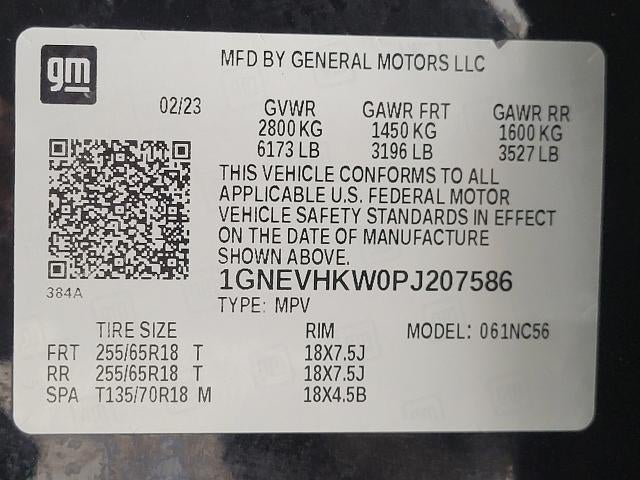 gm
MFD BY GENERAL MOTORS LLC
02/23 GVWR GAWR FRT GAWR RR
2800 KG 1450 KG 1600 KG
6173 LB 3196 LB 3527 LB
THIS VEHICLE CONFORMS TO ALL
APPLICABLE U.S. FEDERAL MOTOR
VEHICLE SAFETY STANDARDS IN EFFECT
ON THE DATE OF MANUFACTURE
SHOWN ABOVE.
384A
1GNEVHKW0PJ207586
TYPE: MPV
TIRE SIZE RIM MODEL: 061NC56
FRT 255/65R18 T 18X7.5J
RR 255/65R18 T 18X7.5J
SPA T135/70R18 M 18X4.5B